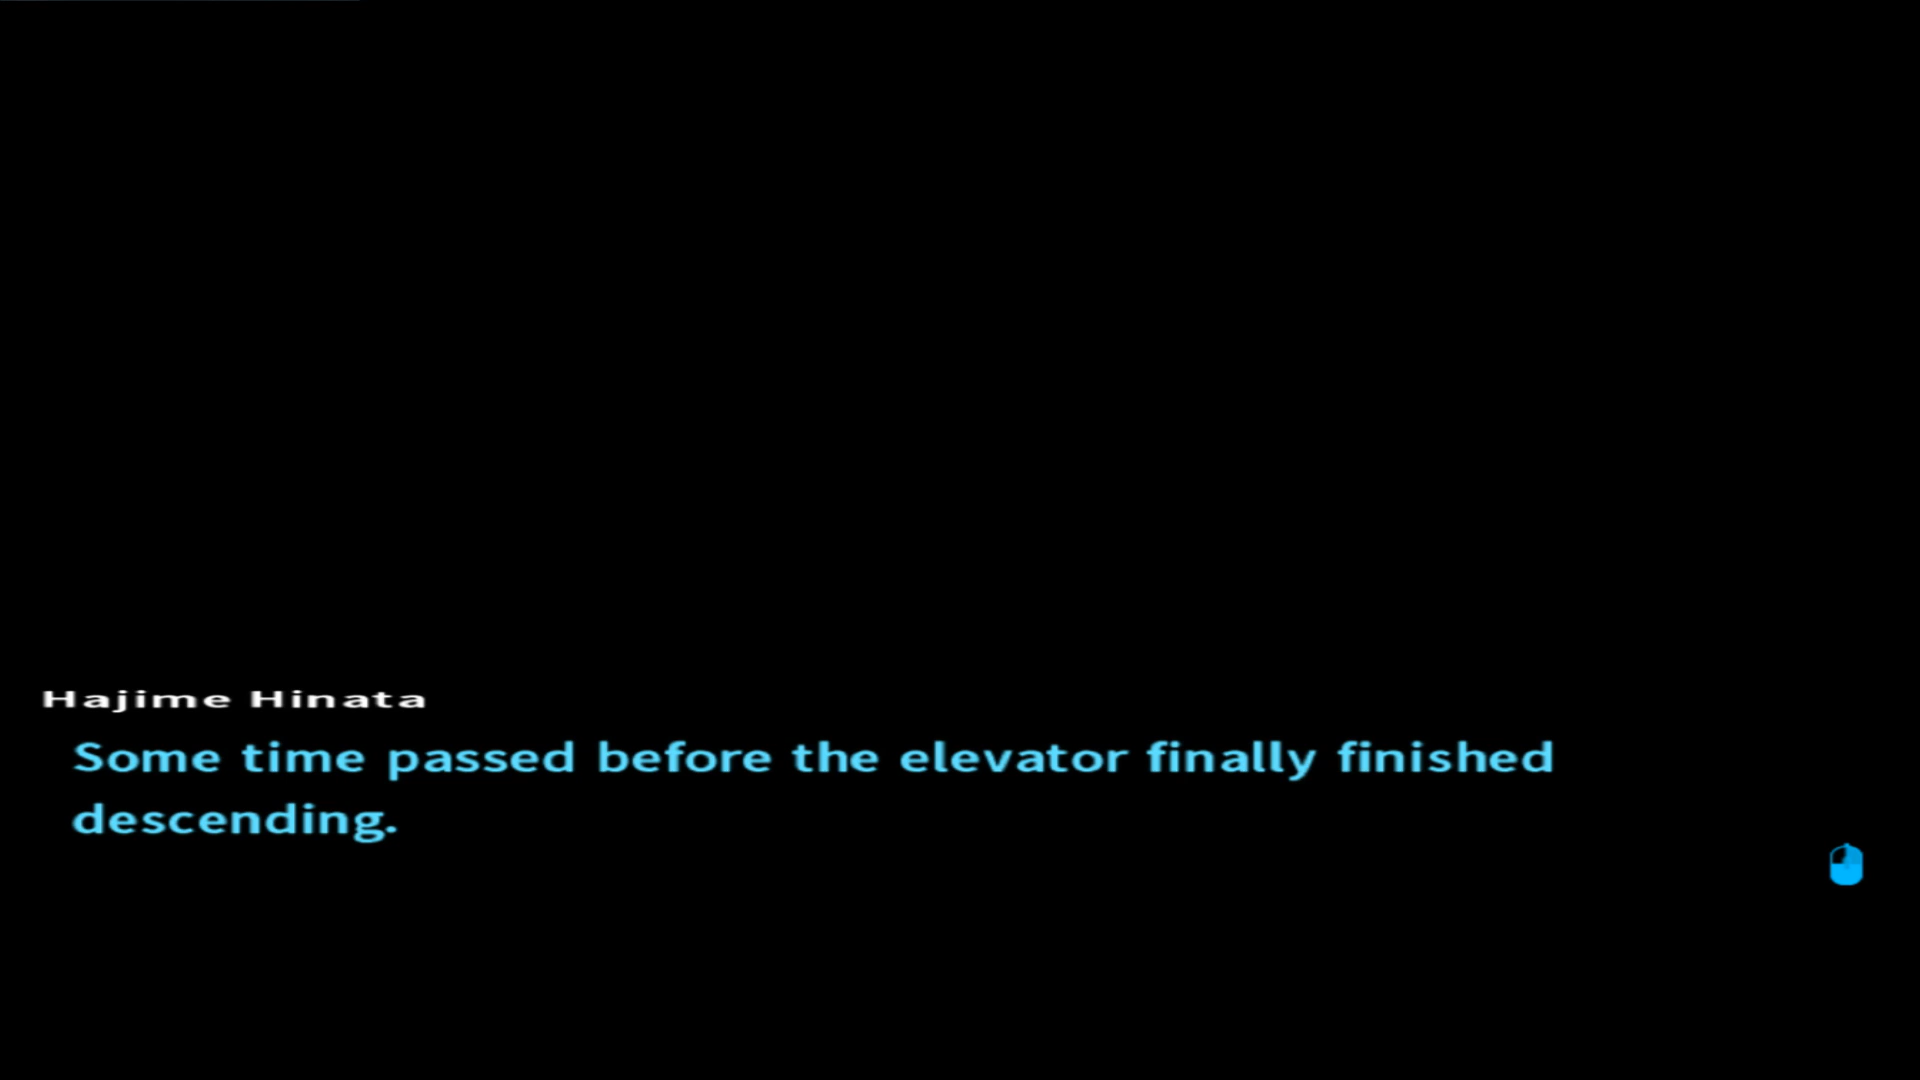 Hajime Hinata
Some time passed before the elevator finally finished
descending.